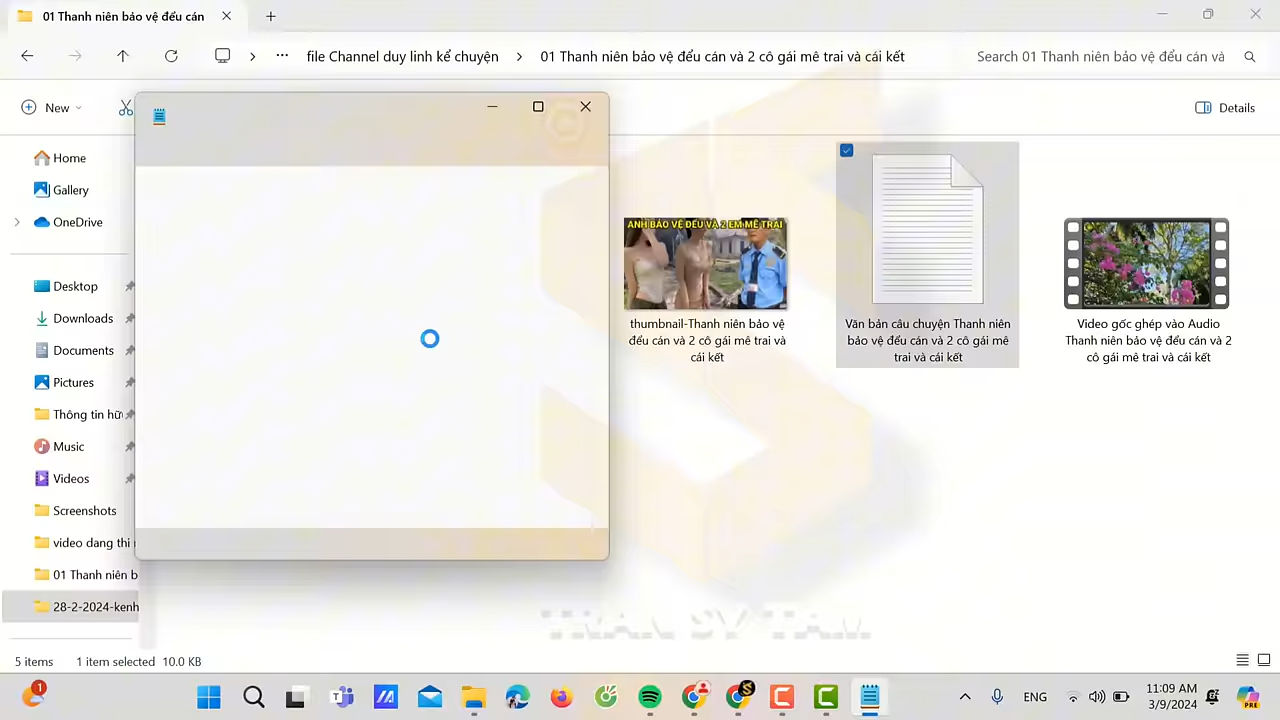 01 Thanh niên bảo vệ đểu cán
file Channel duy linh kể chuyện
01 Thanh niên bảo vệ đểu cán và 2 cô gái mê trai và cái kết
Search 01 Thanh niên bảo vệ đểu cán và
New
Details
Home
Gallery
OneDrive
Desktop
Downloads
Documents
Pictures
Thông tin hữu
Music
Videos
Screenshots
video dang thi
01 Thanh niên b
28-2-2024-kenh
ANH BẢO VỆ ĐỂU VÀ 2 EM MÊ TRAI
thumbnail-Thanh niên bảo vệ
đểu cán và 2 cô gái mê trai và
cái kết
Văn bản câu chuyện Thanh niên
bảo vệ đểu cán và 2 cô gái mê
trai và cái kết
Video gốc ghép vào Audio
Thanh niên bảo vệ đểu cán và 2
cô gái mê trai và cái kết
TRAN SY TAM
5 items
1 item selected 10.0 KB
1
ENG
11:09 AM
3/9/2024
PRE